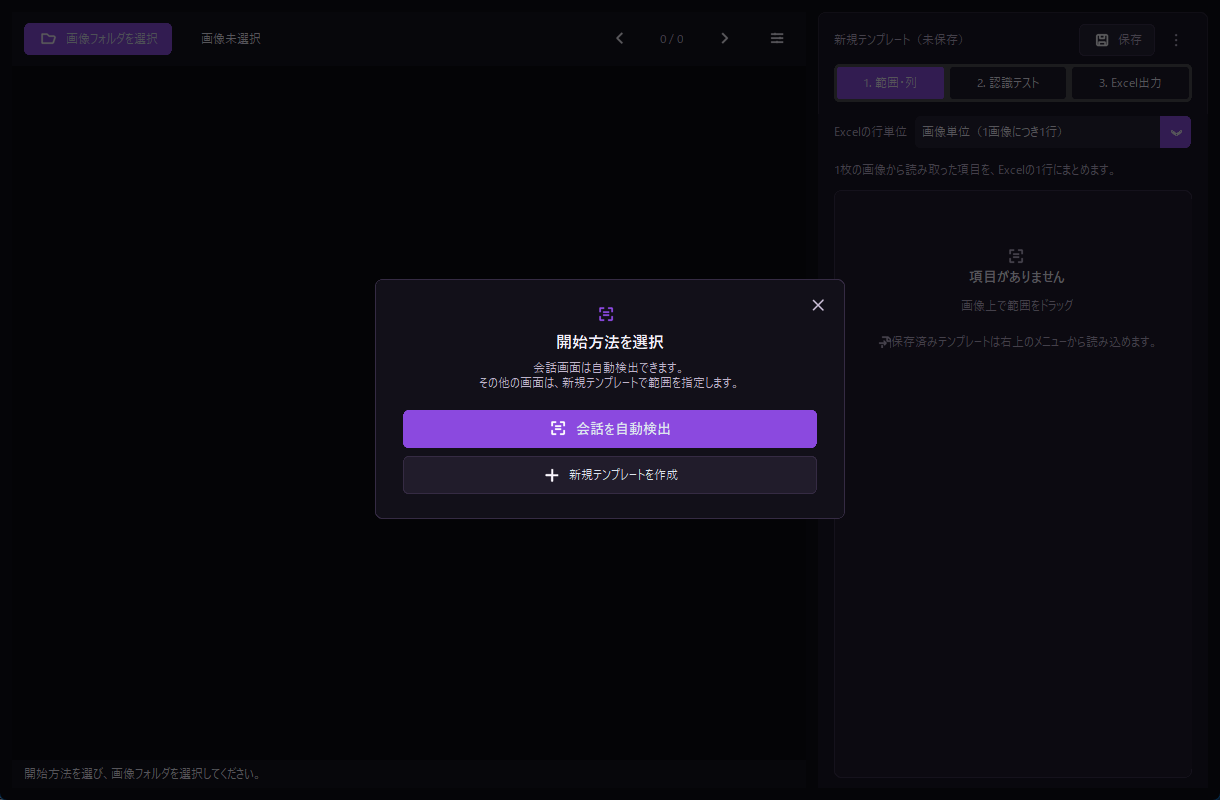 画像フォルダを選択
画像未選択
0 / 0
新規テンプレート（未保存）
保存
1. 範囲・列
2. 認識テスト
3. Excel出力
Excelの行単位
画像単位（1画像につき1行）
1枚の画像から読み取った項目を、Excelの1行にまとめます。
項目がありません
画像上で範囲をドラッグ
保存済みテンプレートは右上のメニューから読み込めます。
開始方法を選択
会話画面は自動検出できます。
その他の画面は、新規テンプレートで範囲を指定します。
会話を自動検出
新規テンプレートを作成
開始方法を選び、画像フォルダを選択してください。